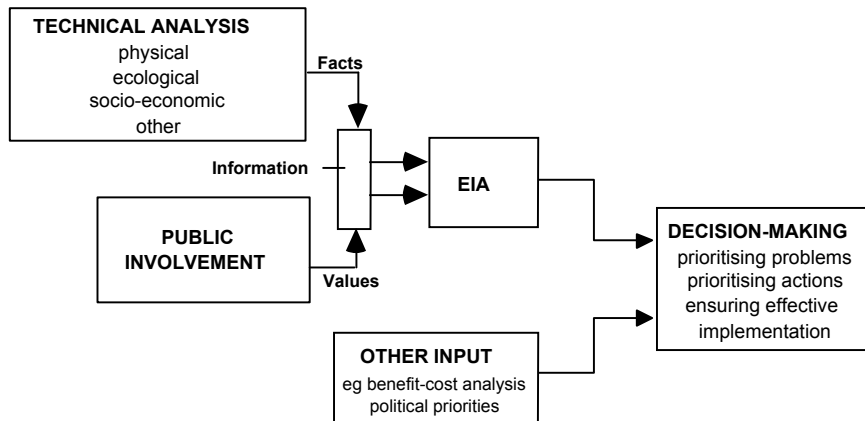 TECHNICAL ANALYSIS
physical
ecological
socio-economic
other
Facts
Information
EIA
PUBLIC
INVOLVEMENT
Values
DECISION-MAKING
prioritising problems
prioritising actions
ensuring effective
implementation
OTHER INPUT
eg benefit-cost analysis
political priorities